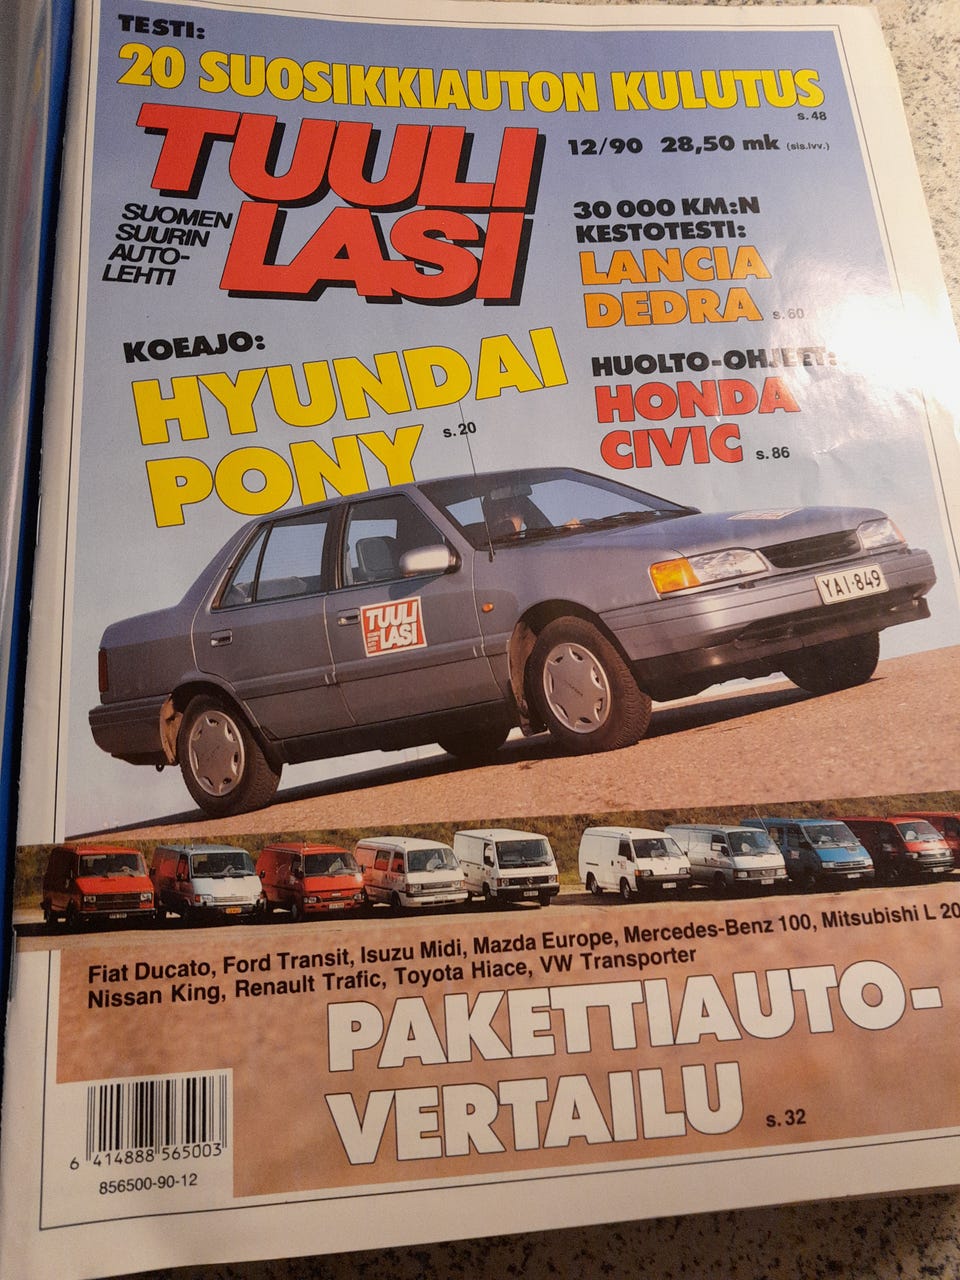 TESTI:
20 SUOSIKKIAUTON KULUTUS
s. 48
TUULI
LASI
SUOMEN
SUURIN
AUTO-
LEHTI
12/90 28,50 mk (sis.lvv.)
30 000 KM:N
KESTOTESTI:
LANCIA
DEDRA s. 60
KOEAJO:
HYUNDAI
PONY s. 20
HUOLTO-OHJEET:
HONDA
CIVIC s. 86
YAI-849
TUULI
LASI
Fiat Ducato, Ford Transit, Isuzu Midi, Mazda Europe, Mercedes-Benz 100, Mitsubishi L 20
Nissan King, Renault Trafic, Toyota Hiace, VW Transporter
PAKETTIAUTO-
VERTAILU s. 32
6 414888 565003
856500-90-12